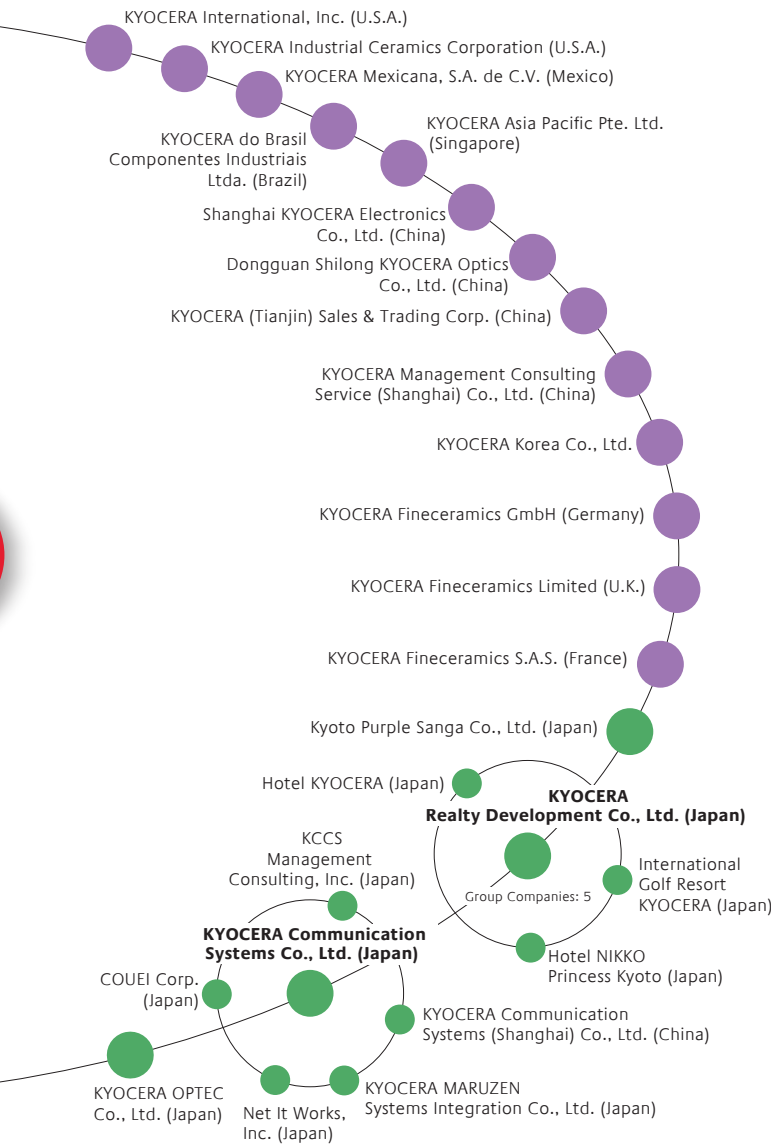 KYOCERA International, Inc. (U.S.A.)
KYOCERA Industrial Ceramics Corporation (U.S.A.)
KYOCERA Mexicana, S.A. de C.V. (Mexico)
KYOCERA do Brasil
Componentes Industriais
Ltda. (Brazil)
KYOCERA Asia Pacific Pte. Ltd.
(Singapore)
Shanghai KYOCERA Electronics
Co., Ltd. (China)
Dongguan Shilong KYOCERA Optics
Co., Ltd. (China)
KYOCERA (Tianjin) Sales & Trading Corp. (China)
KYOCERA Management Consulting
Service (Shanghai) Co., Ltd. (China)
KYOCERA Korea Co., Ltd.
KYOCERA Fineceramics GmbH (Germany)
KYOCERA Fineceramics Limited (U.K.)
KYOCERA Fineceramics S.A.S. (France)
Kyoto Purple Sanga Co., Ltd. (Japan)
Hotel KYOCERA (Japan)
KYOCERA
Realty Development Co., Ltd. (Japan)
International
Golf Resort
KYOCERA (Japan)
Group Companies: 5
Hotel NIKKO
Princess Kyoto (Japan)
KCCS
Management
Consulting, Inc. (Japan)
KYOCERA Communication
Systems Co., Ltd. (Japan)
COUEI Corp.
(Japan)
KYOCERA Communication
Systems (Shanghai) Co., Ltd. (China)
KYOCERA OPTEC
Co., Ltd. (Japan)
Net It Works,
Inc. (Japan)
KYOCERA MARUZEN
Systems Integration Co., Ltd. (Japan)